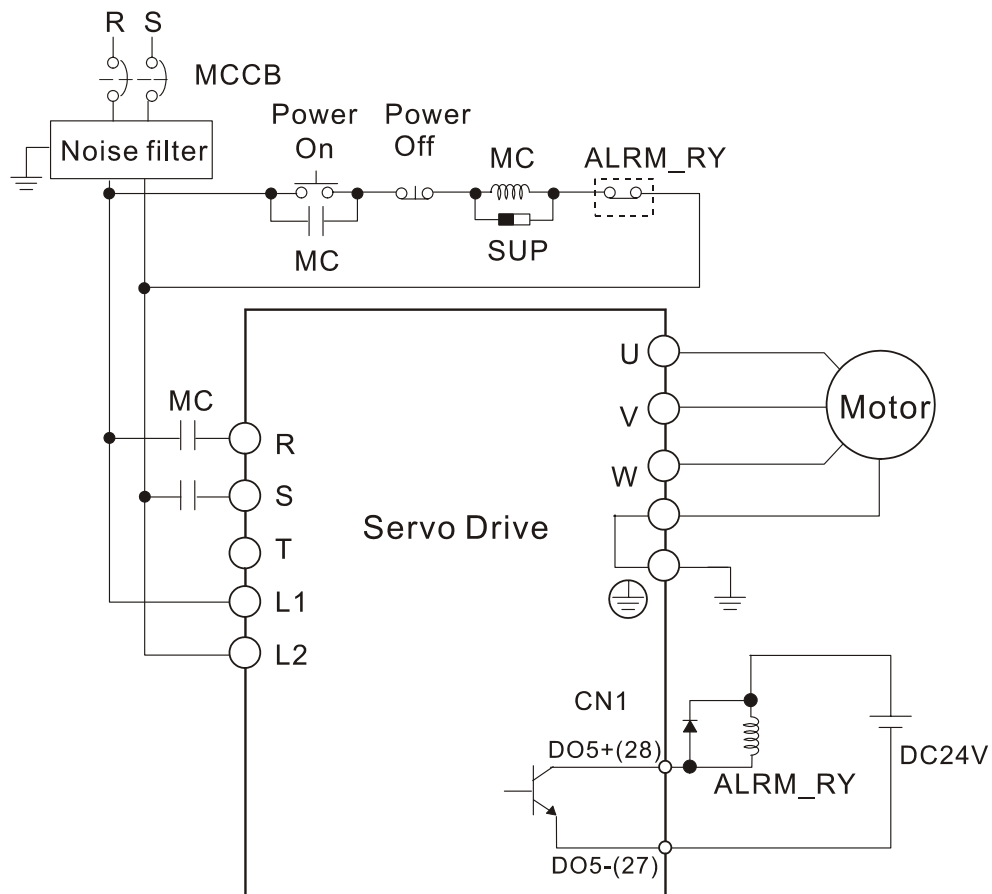 R S
MCCB
Noise filter
Power
On
Power
Off
MC
ALRM_RY
MC
SUP
MC
R
S
T
L1
L2
Servo Drive
U
V
W
Motor
CN1
DO5+(28)
DO5-(27)
ALRM_RY
DC24V